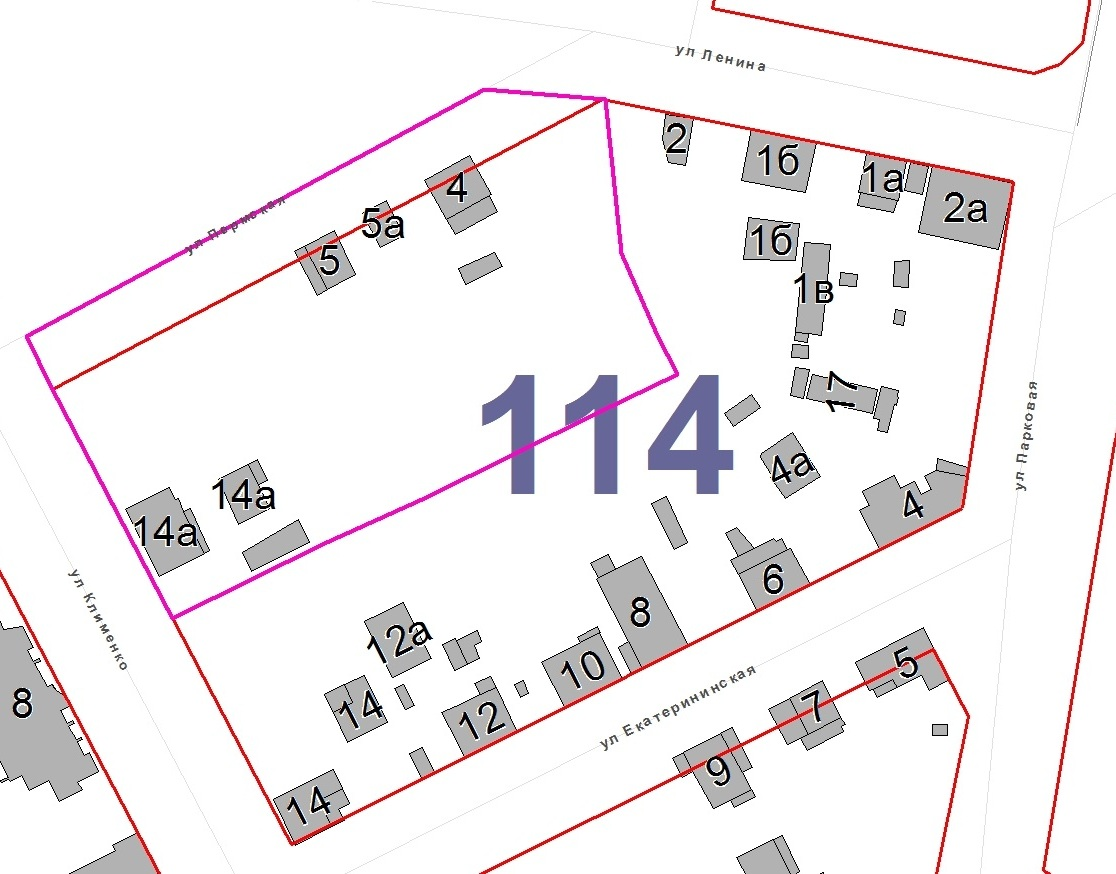 ул Ленина
2
1б
1а
2а
4
5а
5
ул Пермская
1б
1в
17
ул Парковая
114
4а
4
14а
14а
6
8
ул Клименко
12а
10
14
12
ул Екатерининская
5
7
9
8
14